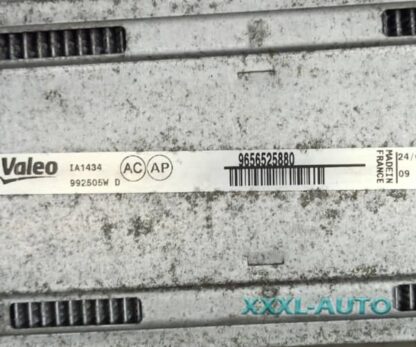 Valeo
IA1434
992505W D
AC AP
9656525880
MADE IN
FRANCE
24/
09
XXXL-AUTO